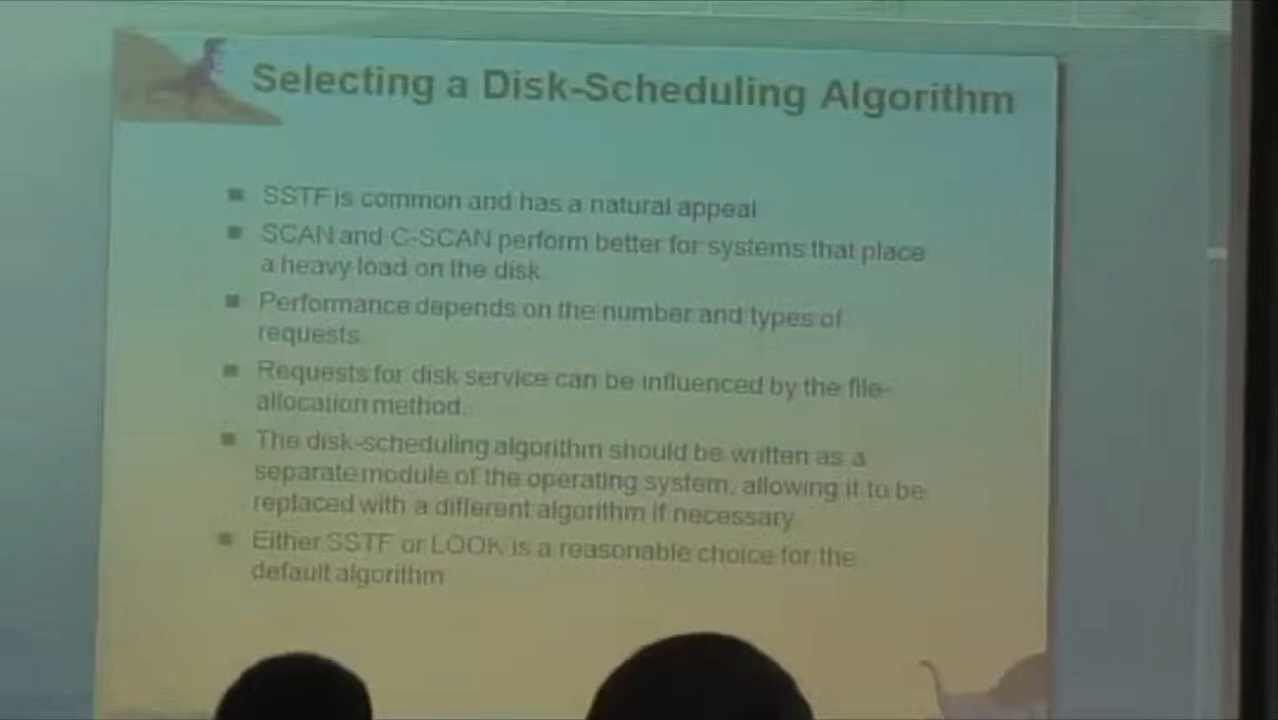 Selecting a Disk-Scheduling Algorithm
SSTF is common and has a natural appeal
SCAN and C-SCAN perform better for systems that place
a heavy load on the disk.
Performance depends on the number and types of
requests.
Requests for disk service can be influenced by the file-
allocation method.
The disk-scheduling algorithm should be written as a
separate module of the operating system, allowing it to be
replaced with a different algorithm if necessary.
Either SSTF or LOOK is a reasonable choice for the
default algorithm